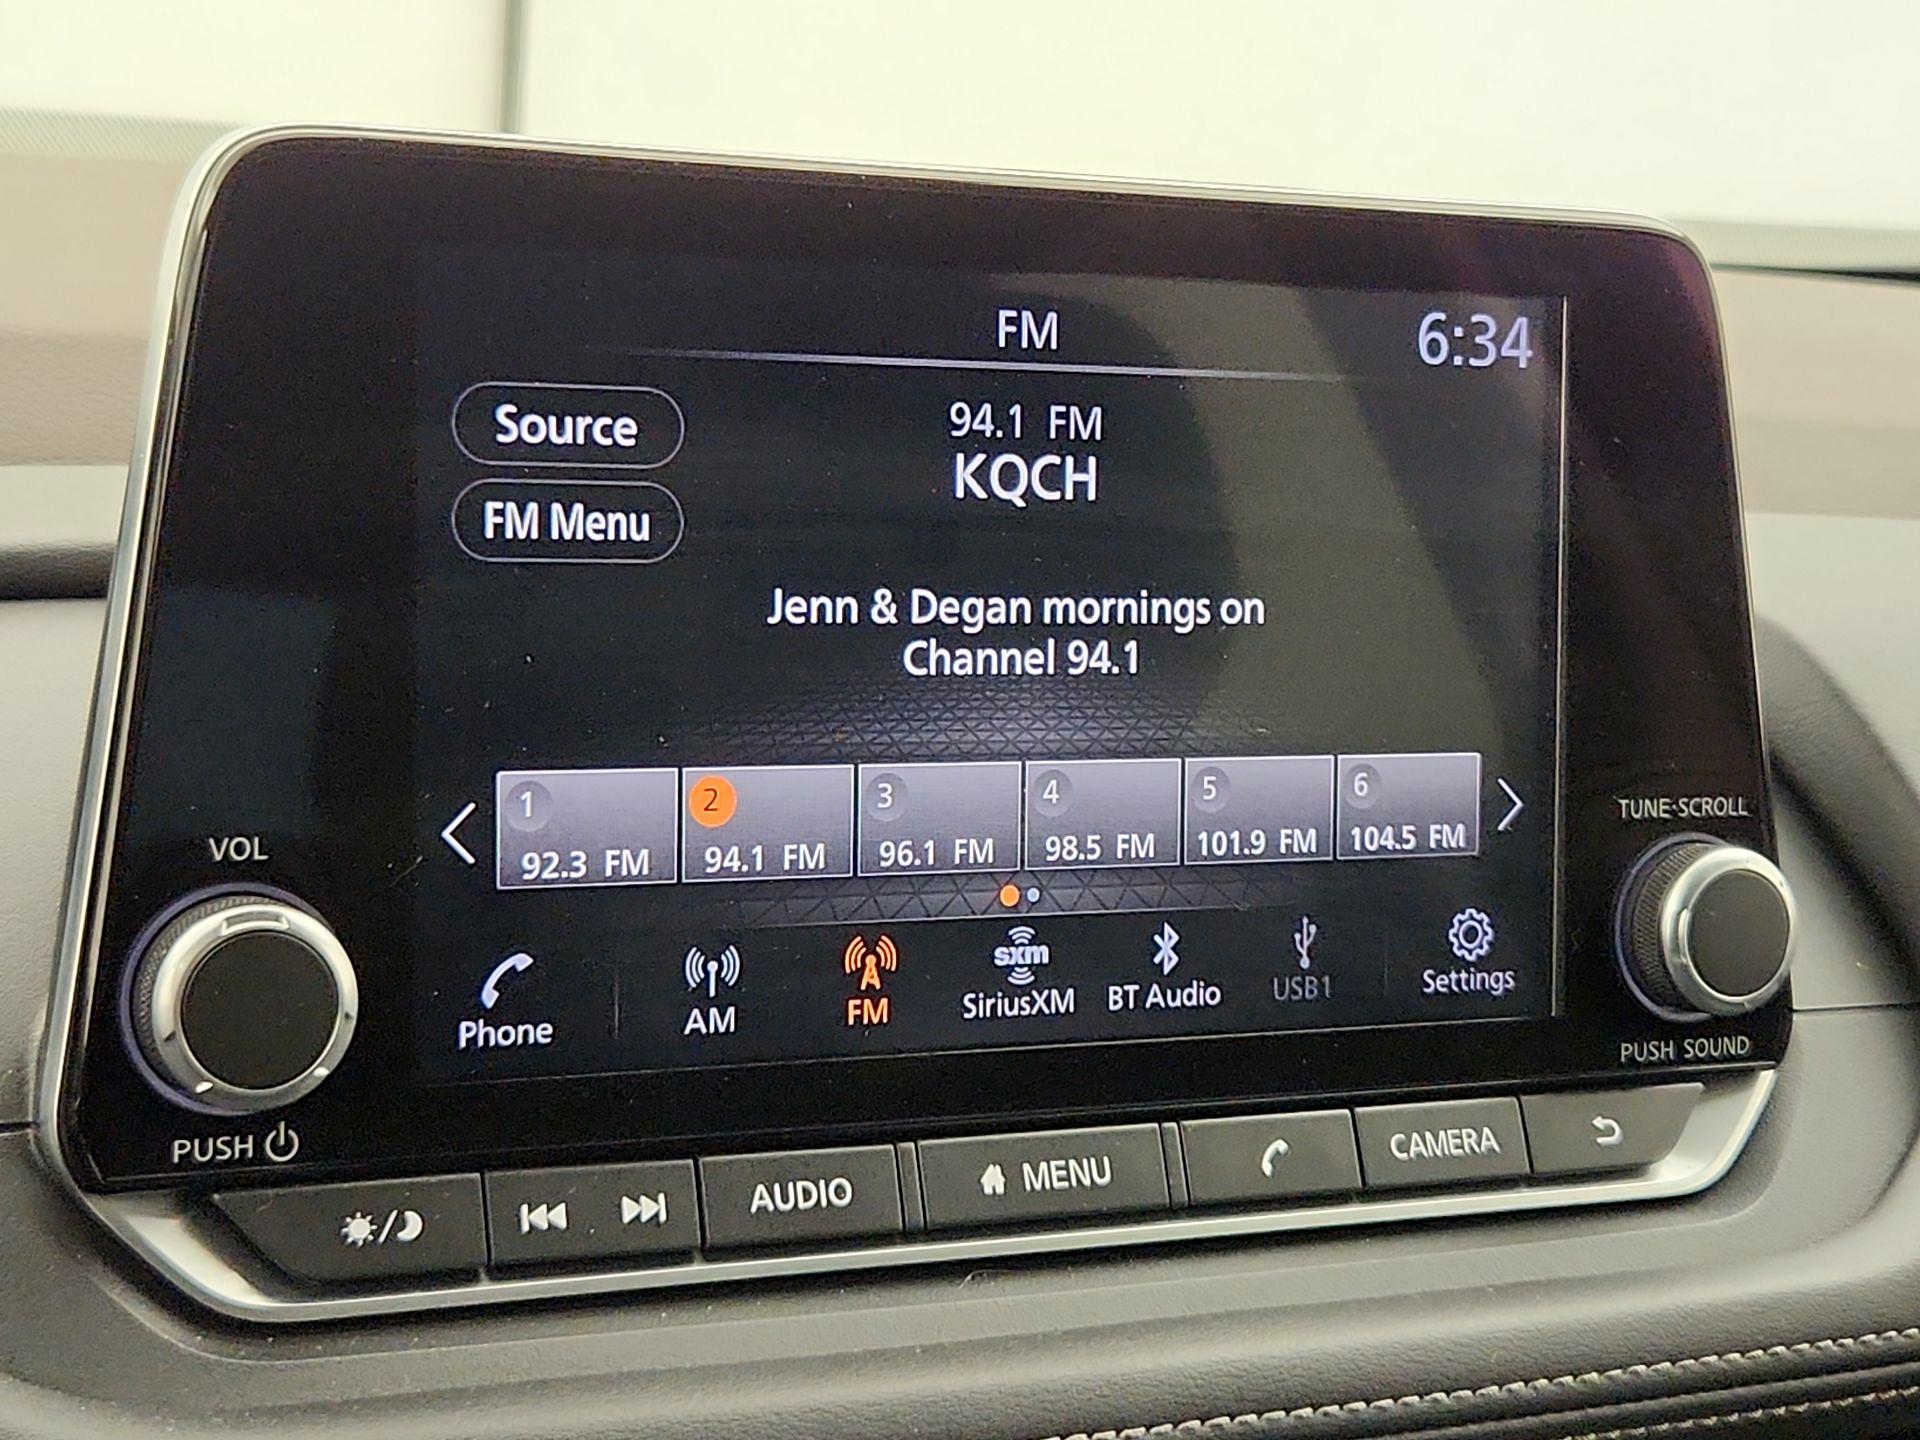 FM
6:34
Source
94.1 FM
KQCH
FM Menu
Jenn & Degan mornings on
Channel 94.1
1
2
3
4
5
6
92.3 FM
94.1 FM
96.1 FM
98.5 FM
101.9 FM
104.5 FM
VOL
TUNE·SCROLL
Phone
AM
FM
sxm
SiriusXM
BT Audio
USB1
Settings
PUSH
PUSH SOUND
AUDIO
MENU
CAMERA